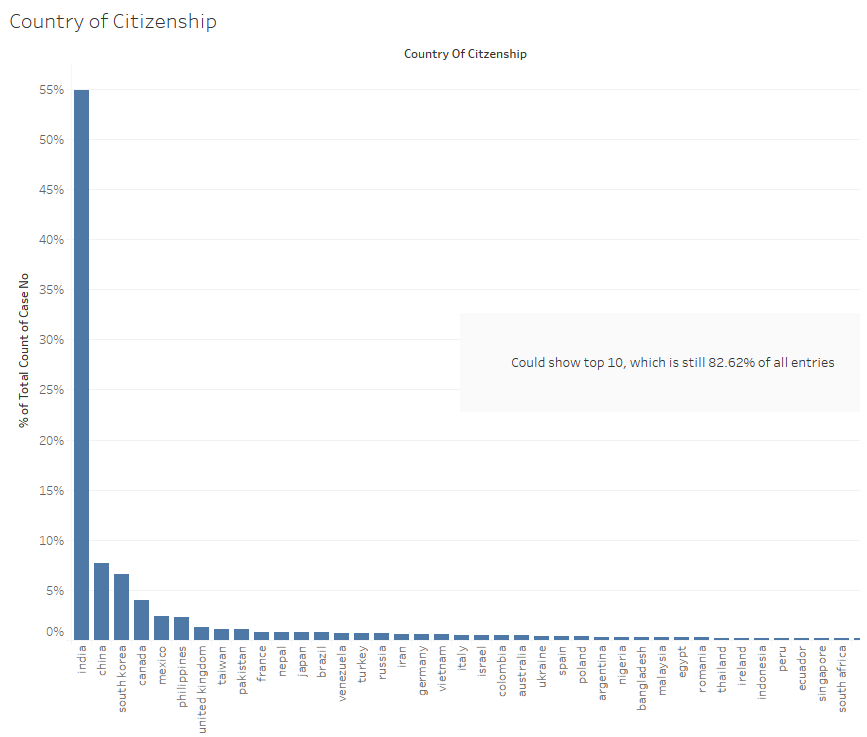 Country of Citizenship
Country Of Citzenship
55%
50%
45%
40%
35%
30%
25%
20%
15%
10%
5%
0%
% of Total Count of Case No
Could show top 10, which is still 82.62% of all entries
india
china
south korea
canada
mexico
philippines
united kingdom
taiwan
pakistan
france
nepal
japan
brazil
venezuela
turkey
russia
iran
germany
vietnam
italy
israel
colombia
australia
ukraine
spain
poland
argentina
nigeria
bangladesh
malaysia
egypt
romania
thailand
ireland
indonesia
peru
ecuador
singapore
south africa